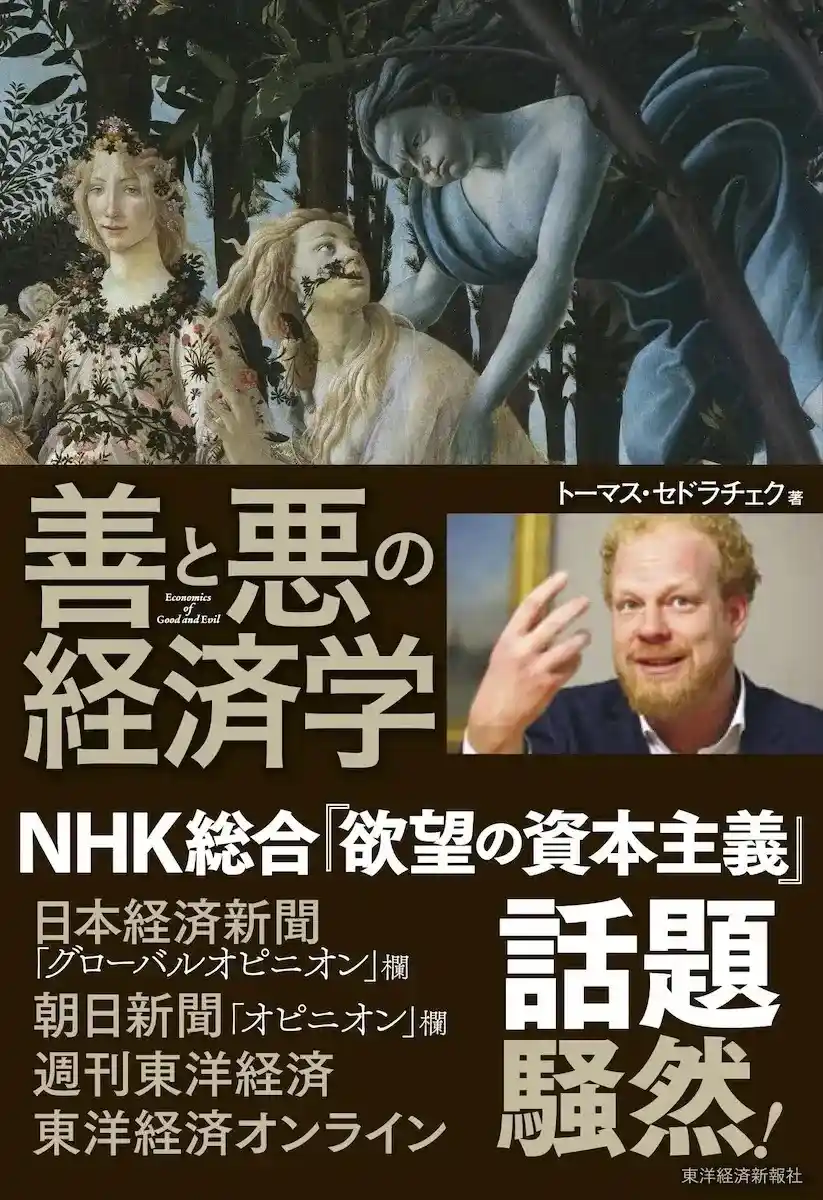 トーマス・セドラチェク 著
善と悪の
Economics
of
Good and Evil
経済学
NHK総合『欲望の資本主義』
日本経済新聞
「グローバルオピニオン」欄
朝日新聞「オピニオン」欄
週刊東洋経済
東洋経済オンライン
話題
騒然!
東洋経済新報社